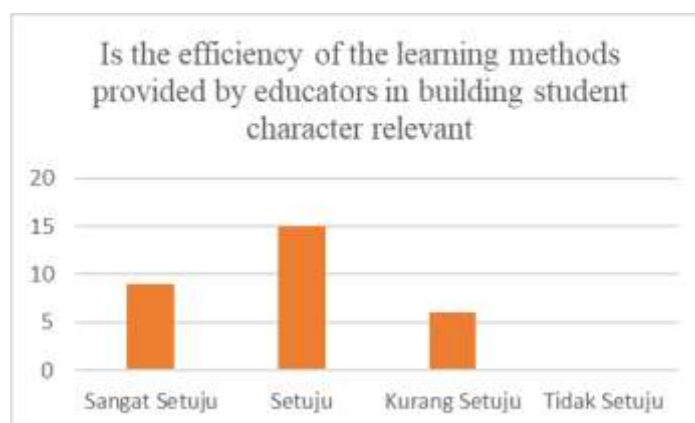 Is the efficiency of the learning methods
provided by educators in building student
character relevant
20
15
10
5
0
Sangat Setuju Setuju Kurang Setuju Tidak Setuju